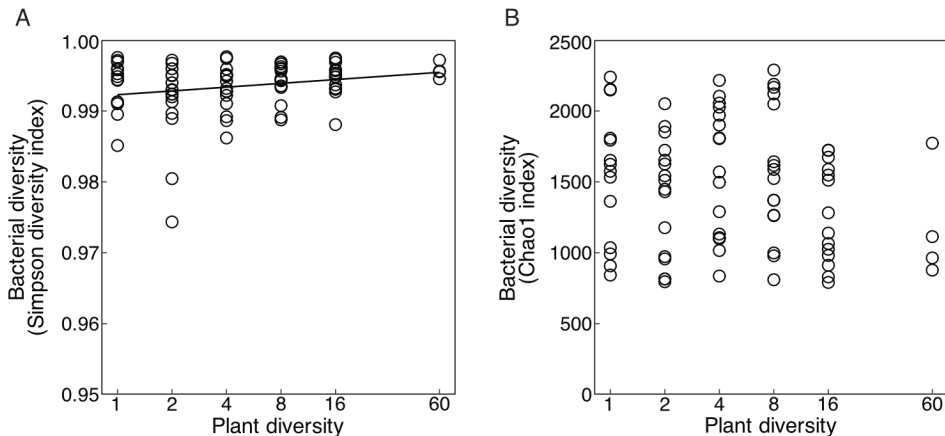 A
Bacterial diversity
(Simpson diversity index)
1.00
0.99
0.98
0.97
0.96
0.95
1 2 4 8 16 60
Plant diversity
B
Bacterial diversity
(Chao1 index)
2500
2000
1500
1000
500
0
1 2 4 8 16 60
Plant diversity